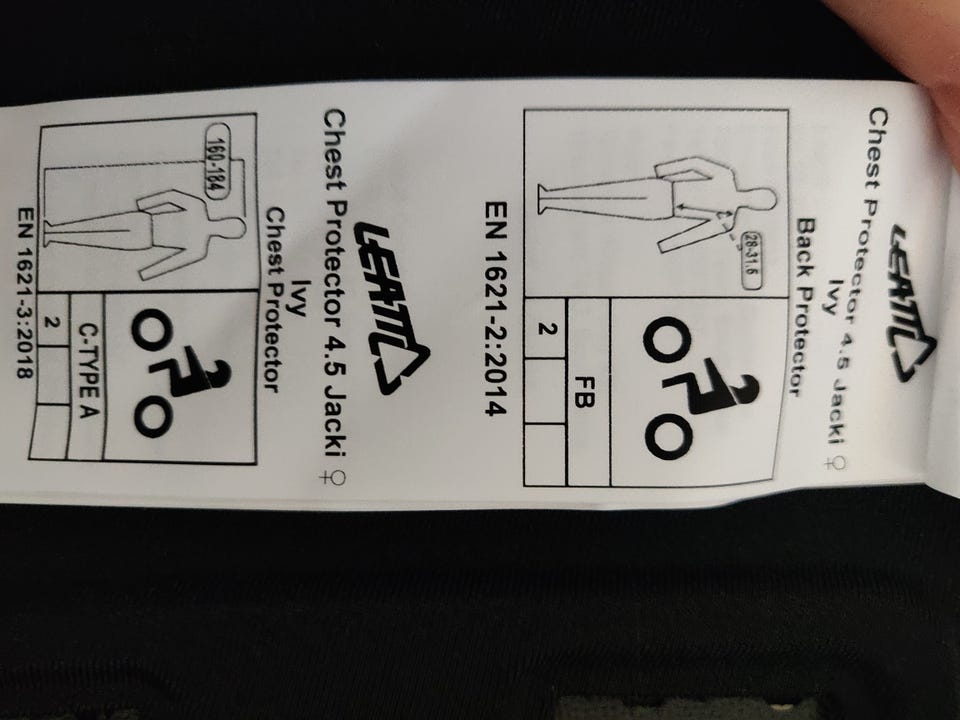 LEATT
Chest Protector 4.5 Jacki ♀
Ivy
Back Protector
28-31.5
FB
2
EN 1621-2:2014
LEATT
Chest Protector 4.5 Jacki ♀
Ivy
Chest Protector
160-184
C-TYPE A
2
EN 1621-3:2018